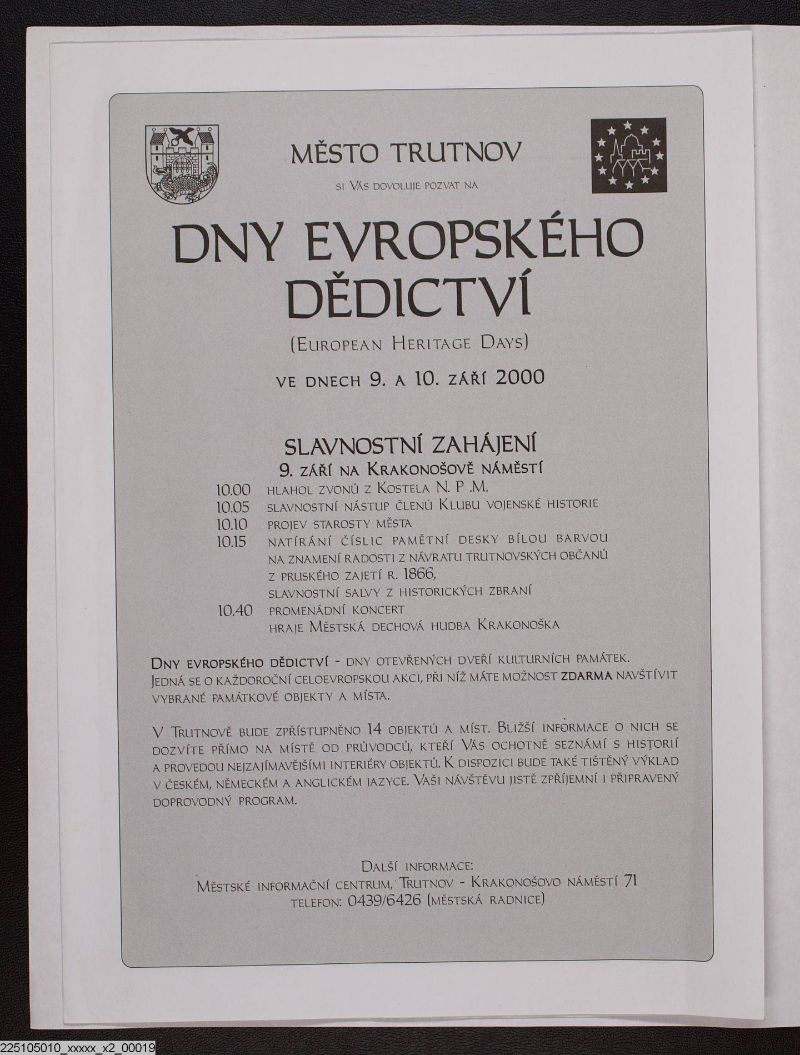 MĚSTO TRUTNOV
SI VÁS DOVOLUJE POZVAT NA
DNY EVROPSKÉHO
DĚDICTVÍ
(EUROPEAN HERITAGE DAYS)
VE DNECH 9. A 10. ZÁŘÍ 2000
SLAVNOSTNÍ ZAHÁJENÍ
9. ZÁŘÍ NA KRAKONOŠOVĚ NÁMĚSTÍ
10.00 HLAHOL ZVONŮ Z KOSTELA N. P .M.
10.05 SLAVNOSTNÍ NÁSTUP ČLENŮ KLUBU VOJENSKÉ HISTORIE
10.10 PROJEV STAROSTY MĚSTA
10.15 NATÍRÁNÍ ČÍSLIC PAMĚTNÍ DESKY BÍLOU BARVOU
NA ZNAMENÍ RADOSTI Z NÁVRATU TRUTNOVSKÝCH OBČANŮ
Z PRUSKÉHO ZAJETÍ R. 1866,
SLAVNOSTNÍ SALVY Z HISTORICKÝCH ZBRANÍ
10.40 PROMENÁDNÍ KONCERT
HRAJE MĚSTSKÁ DECHOVÁ HUDBA KRAKONOŠKA
DNY EVROPSKÉHO DĚDICTVÍ - DNY OTEVŘENÝCH DVEŘÍ KULTURNÍCH PAMÁTEK.
JEDNÁ SE O KAŽDOROČNÍ CELOEVROPSKOU AKCI, PŘI NÍŽ MÁTE MOŽNOST ZDARMA NAVŠTÍVIT
VYBRANÉ PAMÁTKOVÉ OBJEKTY A MÍSTA.
V TRUTNOVĚ BUDE ZPŘÍSTUPNĚNO 14 OBJEKTŮ A MÍST. BLIŽŠÍ INFORMACE O NICH SE
DOZVÍTE PŘÍMO NA MÍSTĚ OD PRŮVODCŮ, KTEŘÍ VÁS OCHOTNĚ SEZNÁMÍ S HISTORIÍ
A PROVEDOU NEJZAJÍMAVĚJŠÍMI INTERIÉRY OBJEKTŮ. K DISPOZICI BUDE TAKÉ TIŠTĚNÝ VÝKLAD
V ČESKÉM, NĚMECKÉM A ANGLICKÉM JAZYCE. VAŠI NÁVŠTĚVU JISTĚ ZPŘÍJEMNÍ I PŘIPRAVENÝ
DOPROVODNÝ PROGRAM.
DALŠÍ INFORMACE:
MĚSTSKÉ INFORMAČNÍ CENTRUM, TRUTNOV - KRAKONOŠOVO NÁMĚSTÍ 71
TELEFON: 0439/6426 (MĚSTSKÁ RADNICE)
225105010_xxxxx_x2_00019